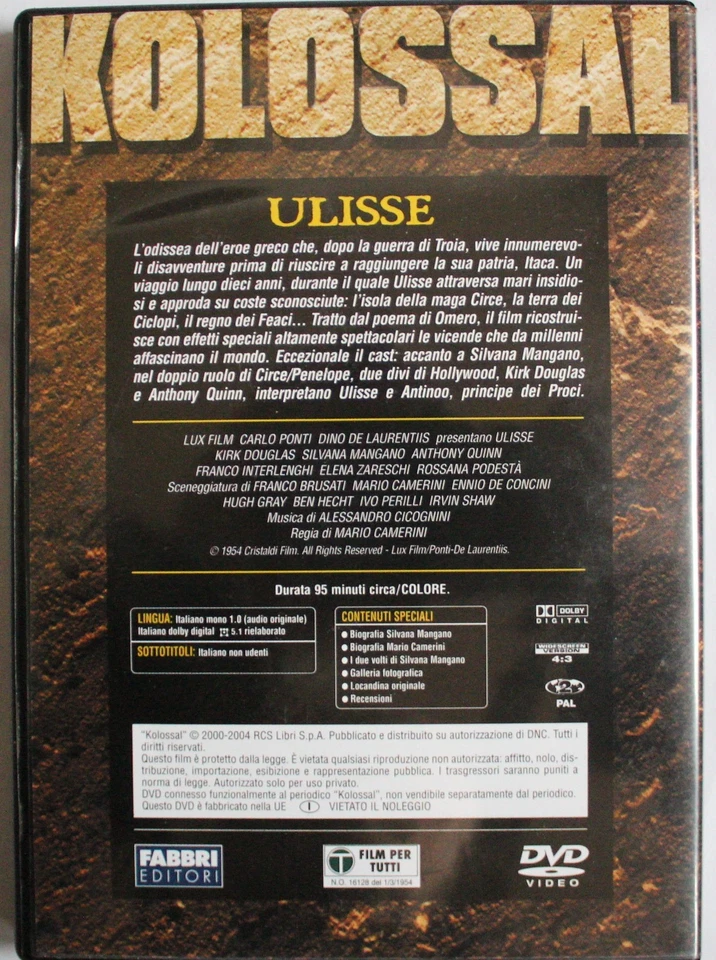 KOLOSSAL
ULISSE
L'odissea dell'eroe greco che, dopo la guerra di Troia, vive innumerevo-
li disavventure prima di riuscire a raggiungere la sua patria, Itaca. Un
viaggio lungo dieci anni, durante il quale Ulisse attraversa mari insidio-
si e approda su coste sconosciute: l'isola della maga Circe, la terra dei
Ciclopi, il regno dei Feaci... Tratto dal poema di Omero, il film ricostrui-
sce con effetti speciali altamente spettacolari le vicende che da millenni
affascinano il mondo. Eccezionale il cast: accanto a Silvana Mangano,
nel doppio ruolo di Circe/Penelope, due divi di Hollywood, Kirk Douglas
e Anthony Quinn, interpretano Ulisse e Antinoo, principe dei Proci.
LUX FILM CARLO PONTI DINO DE LAURENTIIS presentano ULISSE
KIRK DOUGLAS SILVANA MANGANO ANTHONY QUINN
FRANCO INTERLENGHI ELENA ZARESCHI ROSSANA PODESTÀ
Sceneggiatura di FRANCO BRUSATI MARIO CAMERINI ENNIO DE CONCINI
HUGH GRAY BEN HECHT IVO PERILLI IRVIN SHAW
Musica di ALESSANDRO CICOGNINI
Regia di MARIO CAMERINI
© 1954 Cristaldi Film. All Rights Reserved - Lux Film/Ponti-De Laurentiis.
Durata 95 minuti circa/COLORE.
LINGUA: Italiano mono 1.0 (audio originale)
Italiano dolby digital 5.1 rielaborato
SOTTOTITOLI: Italiano non udenti
CONTENUTI SPECIALI
● Biografia Silvana Mangano
● Biografia Mario Camerini
● I due volti di Silvana Mangano
● Galleria fotografica
● Locandina originale
● Recensioni
DOLBY
DIGITAL
WIDESCREEN
VERSION
4:3
2
PAL
"Kolossal" © 2000-2004 RCS Libri S.p.A. Pubblicato e distribuito su autorizzazione di DNC. Tutti i
diritti riservati.
Questo film è protetto dalla legge. È vietata qualsiasi riproduzione non autorizzata: affitto, nolo, dis-
tribuzione, importazione, esibizione e rappresentazione pubblica. I trasgressori saranno puniti a
norma di legge. Autorizzato solo per uso privato.
DVD connesso funzionalmente al periodico "Kolossal", non vendibile separatamente dal periodico.
Questo DVD è fabbricato nella UE I VIETATO IL NOLEGGIO
FABBRI
EDITORI
T FILM PER
TUTTI
N.O. 16128 del 1/3/1954
DVD
VIDEO